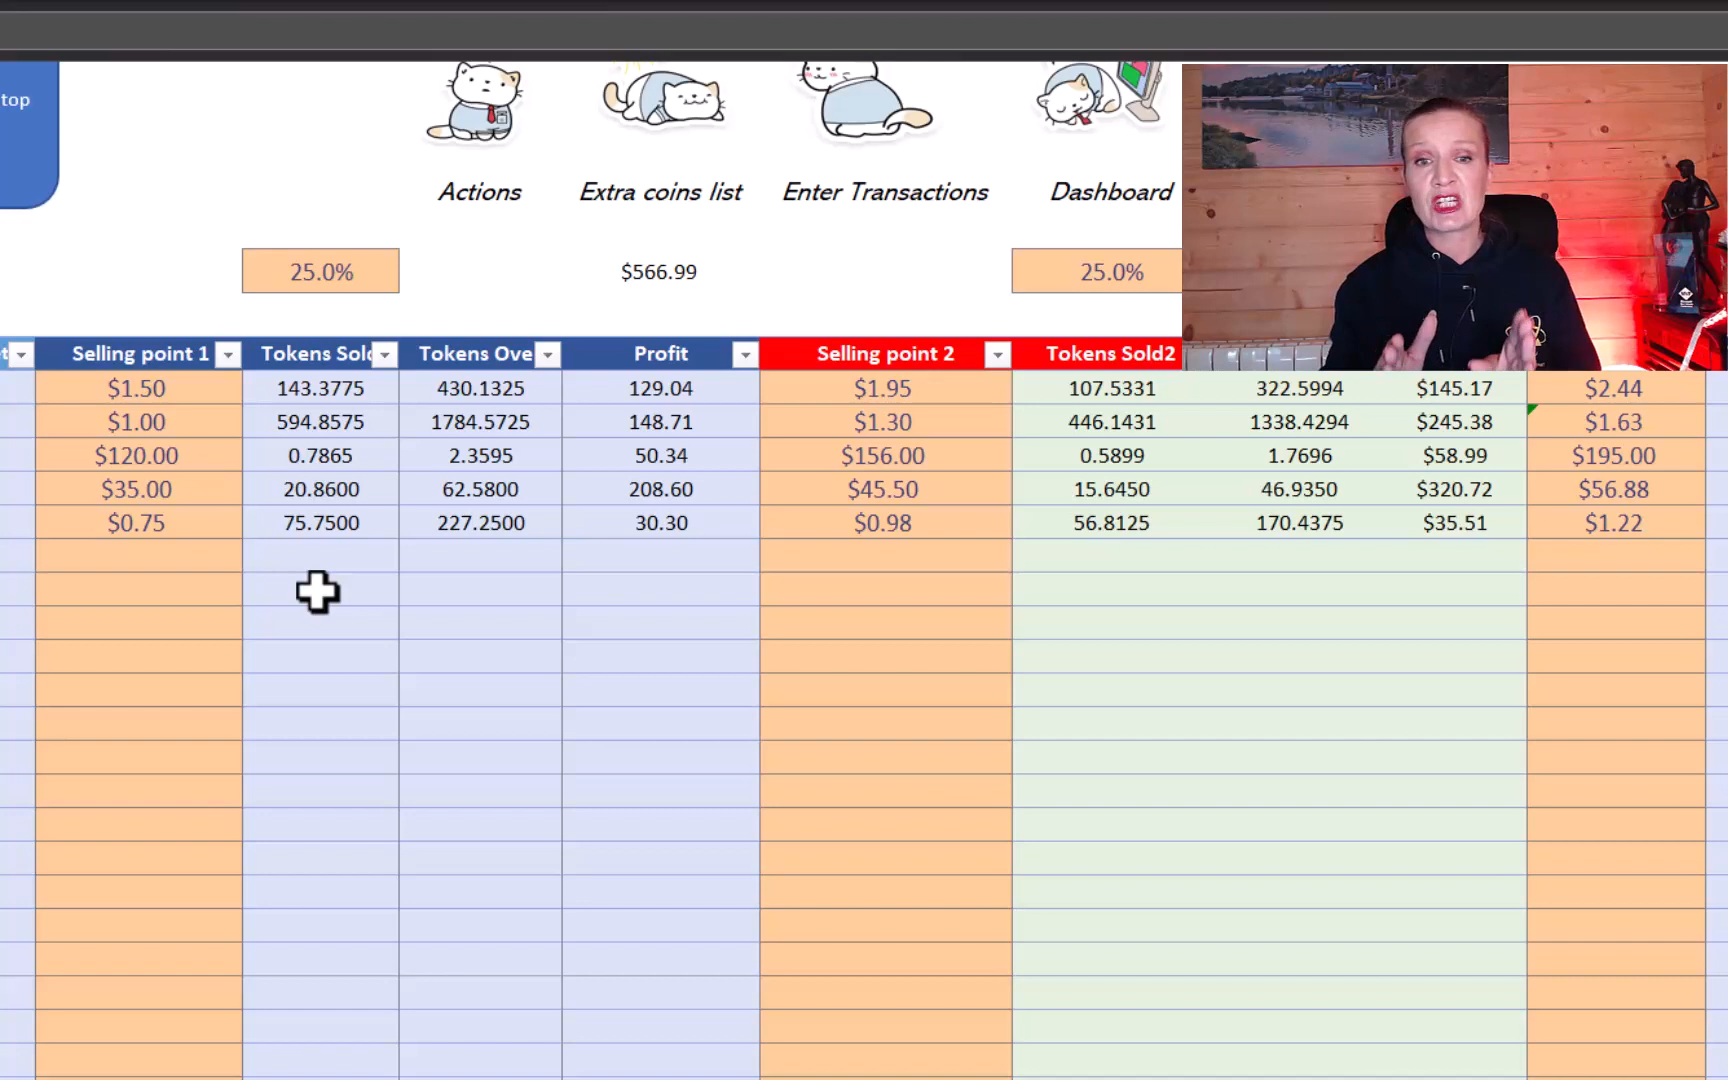 top
Actions
Extra coins list
Enter Transactions
Dashboard
25.0%
$566.99
25.0%
Selling point 1
Tokens Sold
Tokens Ove
Profit
Selling point 2
Tokens Sold2
$1.50 143.3775 430.1325 129.04 $1.95 107.5331 322.5994 $145.17 $2.44
$1.00 594.8575 1784.5725 148.71 $1.30 446.1431 1338.4294 $245.38 $1.63
$120.00 0.7865 2.3595 50.34 $156.00 0.5899 1.7696 $58.99 $195.00
$35.00 20.8600 62.5800 208.60 $45.50 15.6450 46.9350 $320.72 $56.88
$0.75 75.7500 227.2500 30.30 $0.98 56.8125 170.4375 $35.51 $1.22